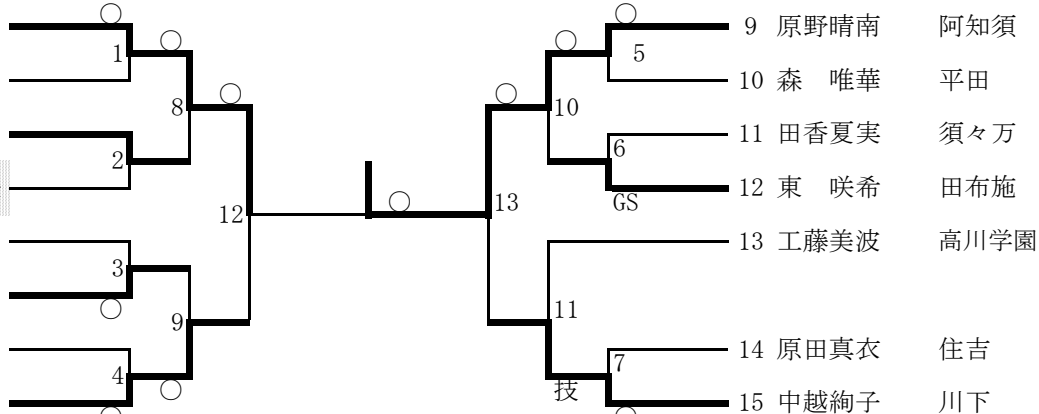 1
2
3
4
8
9
12
○
○
○
○
○
○
○
○
13
10
11
5
6
GS
7
技
○
○
○
○
9 原野晴南 阿知須
10 森 唯華 平田
11 田香夏実 須々万
12 東 咲希 田布施
13 工藤美波 高川学園
14 原田真衣 住吉
15 中越絢子 川下